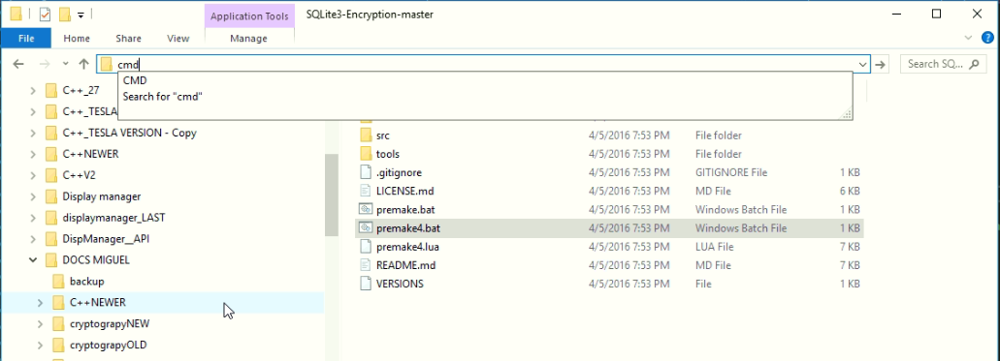 Application Tools SQLite3-Encryption-master
File Home Share View Manage
cmd Search SQ...
CMD
Search for "cmd"
C++_27
C++_TESLA
C++_TESLA VERSION - Copy
C++NEWER
C++V2
Display manager
displaymanager_LAST
DispManager__API
DOCS MIGUEL
backup
C++NEWER
cryptograpyNEW
cryptograpyOLD
src 4/5/2016 7:53 PM File folder
tools 4/5/2016 7:53 PM File folder
.gitignore 4/5/2016 7:53 PM GITIGNORE File 1 KB
LICENSE.md 4/5/2016 7:53 PM MD File 6 KB
premake.bat 4/5/2016 7:53 PM Windows Batch File 1 KB
premake4.bat 4/5/2016 7:53 PM Windows Batch File 1 KB
premake4.lua 4/5/2016 7:53 PM LUA File 7 KB
README.md 4/5/2016 7:53 PM MD File 7 KB
VERSIONS 4/5/2016 7:53 PM File 1 KB